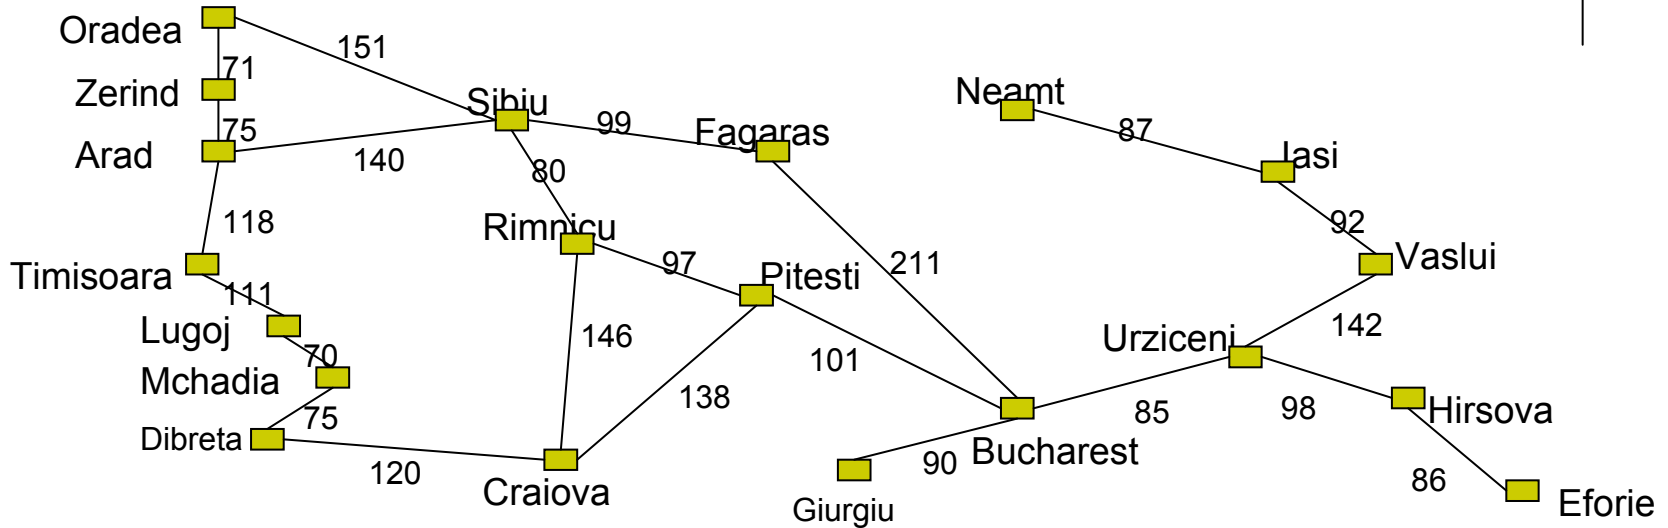 Oradea
151
71
Zerind
Sibiu
Neamt
75
99
Fagaras
87
Arad
140
Iasi
80
118
Rimnicu
92
97
211
Vaslui
Timisoara
Pitesti
111
Lugoj
146
Urziceni
142
70
101
Mchadia
138
75
85
98
Hirsova
Dibreta
120
90
Bucharest
86
Craiova
Giurgiu
Eforie